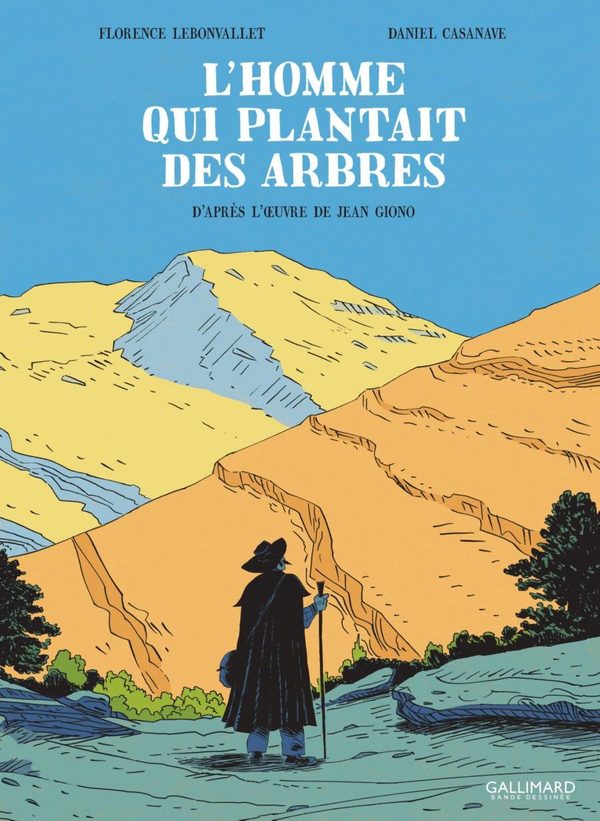 FLORENCE LEBONVALLET DANIEL CASANAVE
L'HOMME
QUI PLANTAIT
DES ARBRES
D'APRÈS L'ŒUVRE DE JEAN GIONO
GALLIMARD
BANDE DESSINÉE